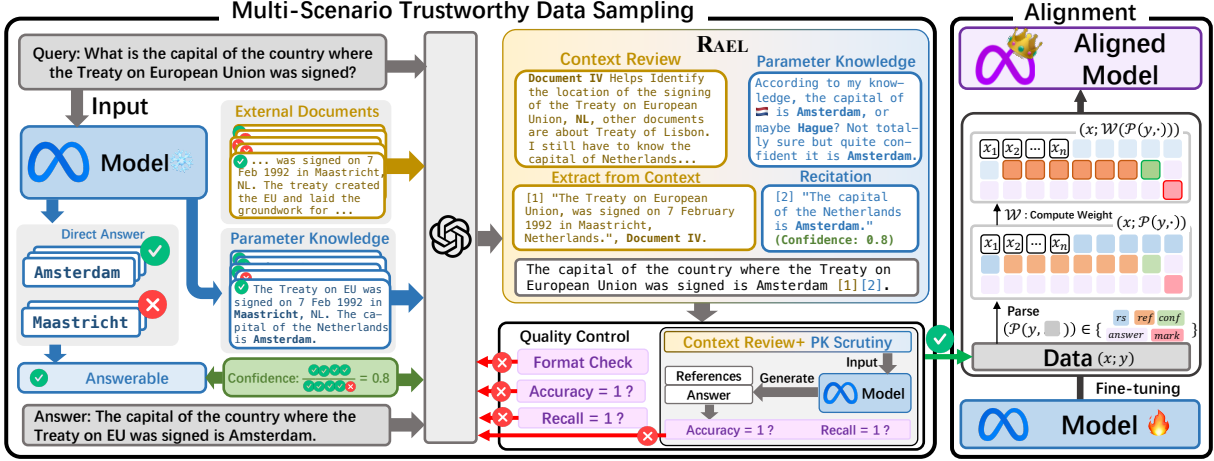 Multi-Scenario Trustworthy Data Sampling
Query: What is the capital of the country where
the Treaty on European Union was signed?
Input
Model
Direct Answer
Amsterdam
Maastricht
Answerable
Answer: The capital of the country where the
Treaty on EU was signed is Amsterdam.
External Documents
... was signed on 7
Feb 1992 in Maastricht,
NL. The treaty created
the EU and laid the
groundwork for ...
Parameter Knowledge
The Treaty on EU was
signed on 7 Feb 1992 in
Maastricht, NL. The ca-
pital of the Netherlands
is Amsterdam.
Confidence: = 0.8
RAEL
Context Review
Document IV Helps Identify
the location of the signing
of the Treaty on European
Union, NL, other documents
are about Treaty of Lisbon.
I still have to know the
capital of Netherlands...
Parameter Knowledge
According to my know-
ledge, the capital of
is Amsterdam, or
maybe Hague? Not total-
ly sure but quite con-
fident it is Amsterdam.
Extract from Context
[1] "The Treaty on European
Union, was signed on 7 February
1992 in Maastricht,
Netherlands.", Document IV.
Recitation
[2] "The capital
of the Netherlands
is Amsterdam."
(Confidence: 0.8)
The capital of the country where the Treaty on
European Union was signed is Amsterdam [1][2].
Quality Control
Format Check
Accuracy = 1 ?
Recall = 1 ?
Context Review+ PK Scrutiny
Input
References
Answer
Generate
Model
Accuracy = 1 ? Recall = 1 ?
Alignment
Aligned
Model
(x; W(P(y,·)))
x1 x2 ... xn
W : Compute Weight
(x; P(y,·))
x1 x2 ... xn
Parse
(P(y, )) ∈ { rs ref conf
answer mark }
Data (x; y)
Fine-tuning
Model